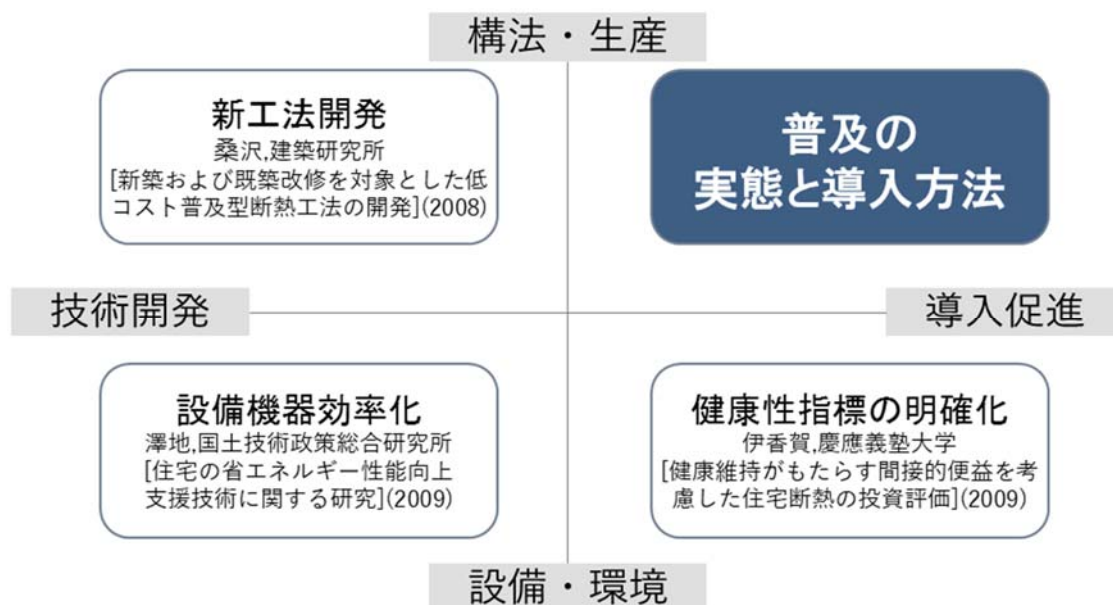 構法・生産
新工法開発
桑沢,建築研究所
[新築および既築改修を対象とした低
コスト普及型断熱工法の開発](2008)
普及の
実態と導入方法
技術開発
導入促進
設備機器効率化
澤地,国土技術政策総合研究所
[住宅の省エネルギー性能向上
支援技術に関する研究](2009)
健康性指標の明確化
伊香賀,慶應義塾大学
[健康維持がもたらす間接的便益を考
慮した住宅断熱の投資評価](2009)
設備・環境